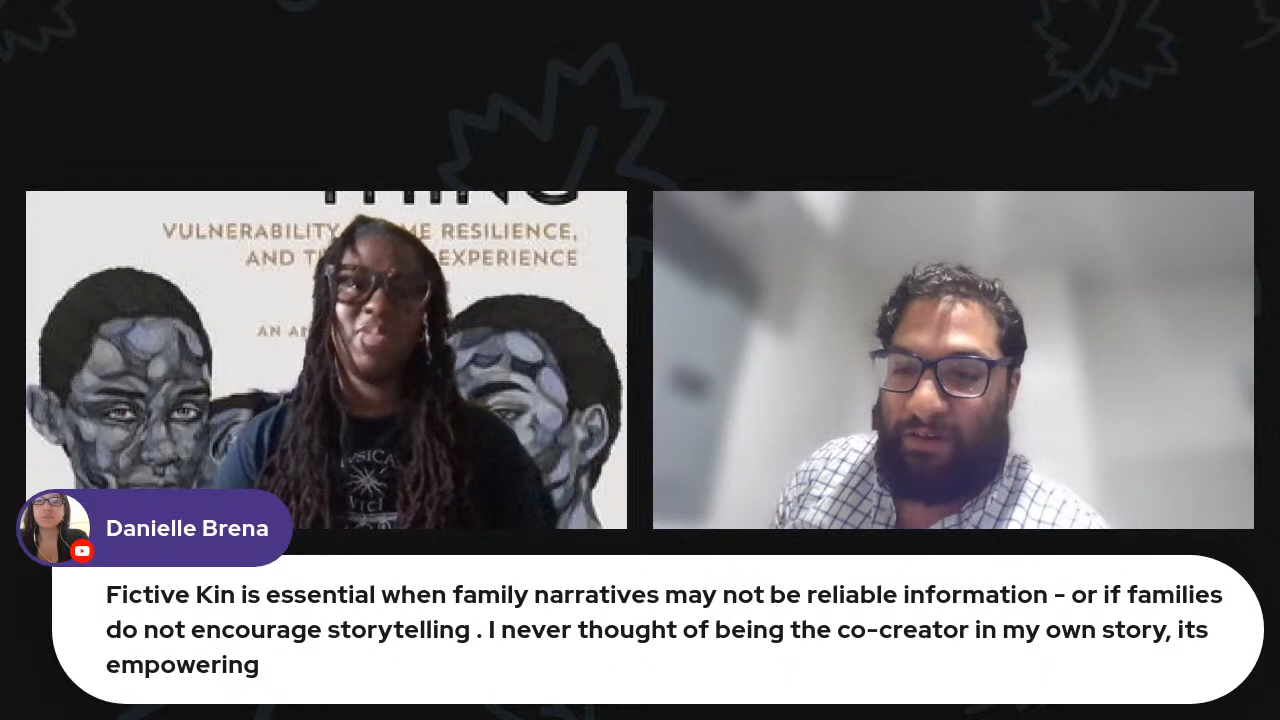 VULNERABILITY ME RESILIENCE,
AND EXPERIENCE
AN
Danielle Brena
Fictive Kin is essential when family narratives may not be reliable information - or if families
do not encourage storytelling . I never thought of being the co-creator in my own story, its
empowering